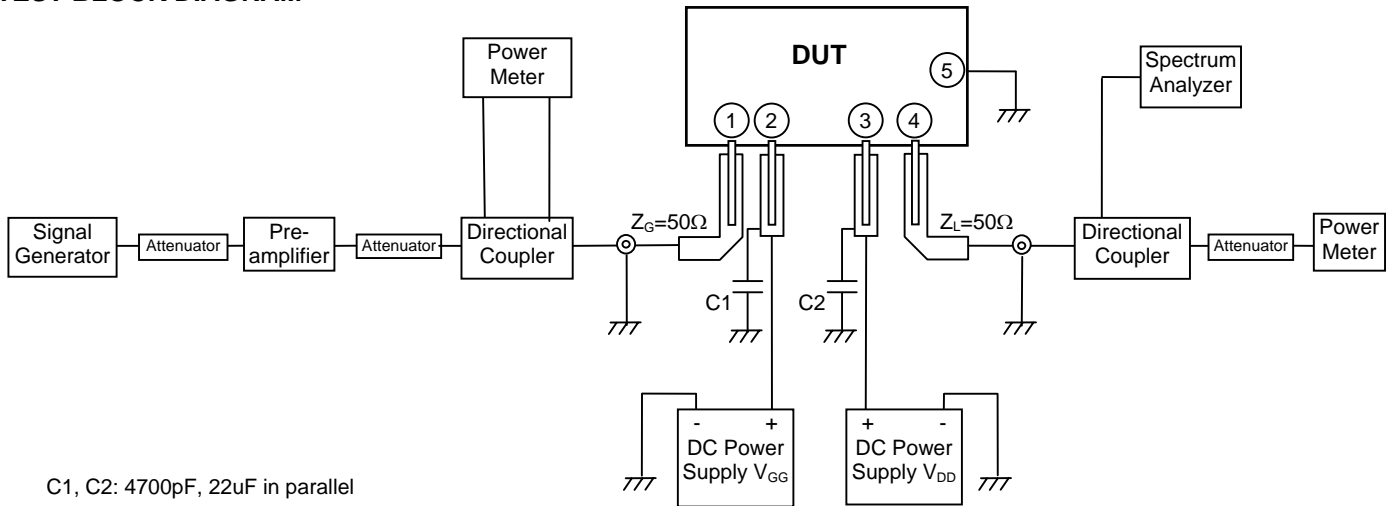 Power
Meter
DUT
5
Spectrum
Analyzer
1
2
3
4
Signal
Generator
Attenuator
Pre-
amplifier
Attenuator
Directional
Coupler
ZG=50Ω
ZL=50Ω
Directional
Coupler
Attenuator
Power
Meter
C1
C2
- +
DC Power
Supply VGG
+ -
DC Power
Supply VDD
C1, C2: 4700pF, 22uF in parallel